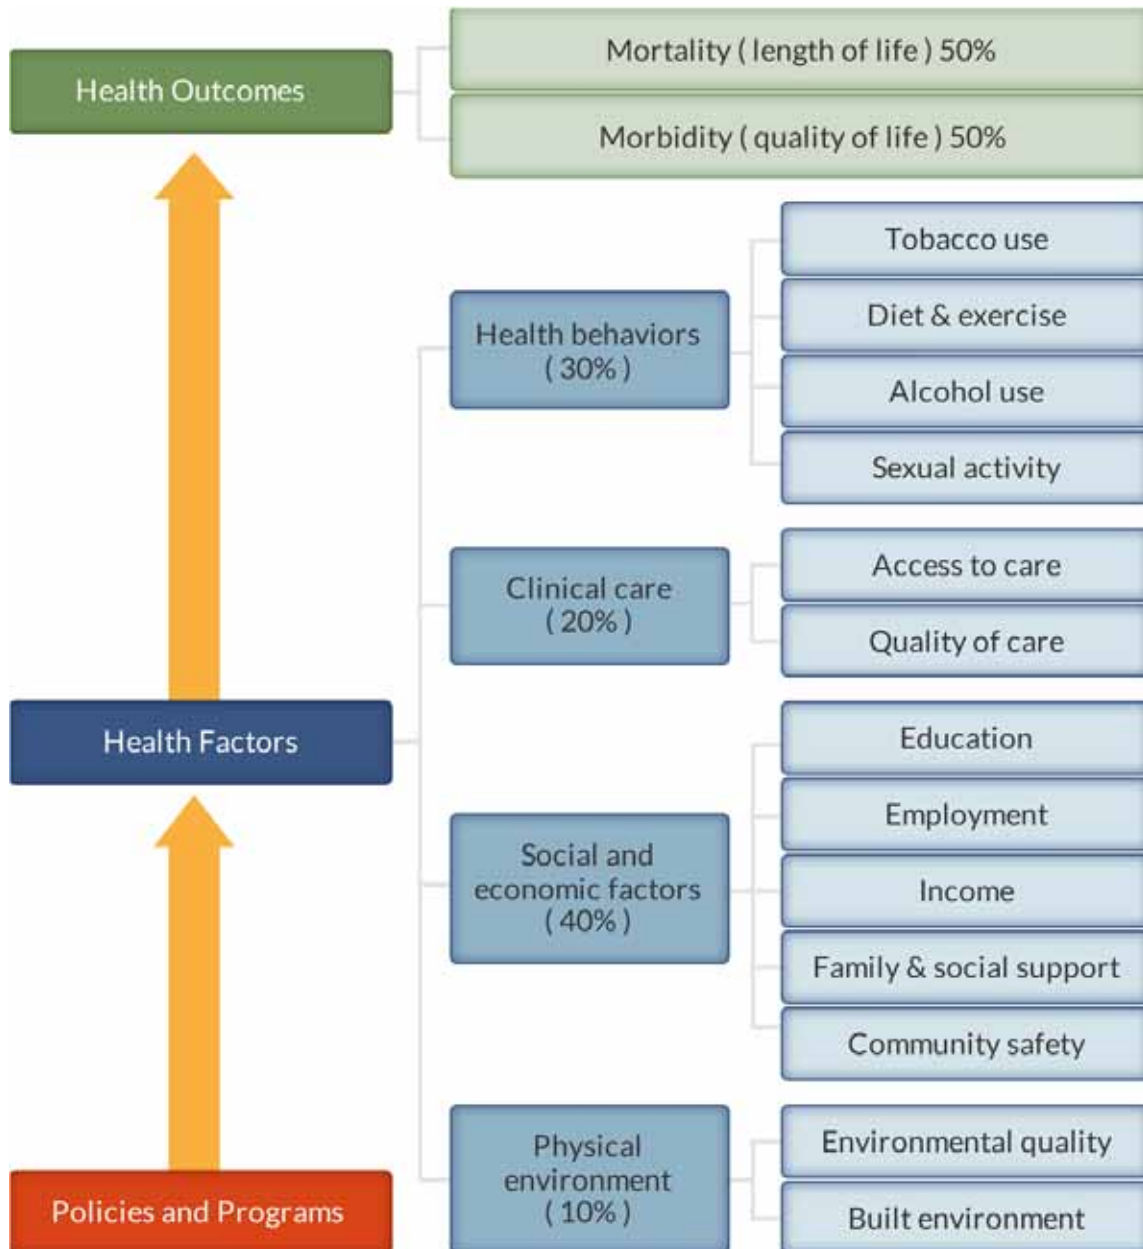 Health Outcomes
Mortality ( length of life ) 50%
Morbidity ( quality of life ) 50%
Health Factors
Health behaviors
( 30% )
Tobacco use
Diet & exercise
Alcohol use
Sexual activity
Clinical care
( 20% )
Access to care
Quality of care
Social and
economic factors
( 40% )
Education
Employment
Income
Family & social support
Community safety
Physical
environment
( 10% )
Environmental quality
Built environment
Policies and Programs